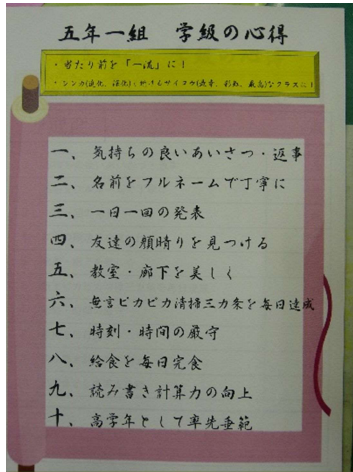 五年一組　学級の心得
・当たり前を「一流」に！
一、気持ちの良いあいさつ・返事
二、名前をフルネームで丁寧に
三、一日一回の発表
四、友達の顔晴りを見つける
五、教室・廊下を美しく
六、無言ピカピカ清掃三カ条を毎日達成
七、時刻・時間の厳守
八、給食を毎日完食
九、読み書き計算力の向上
十、高学年として率先垂範